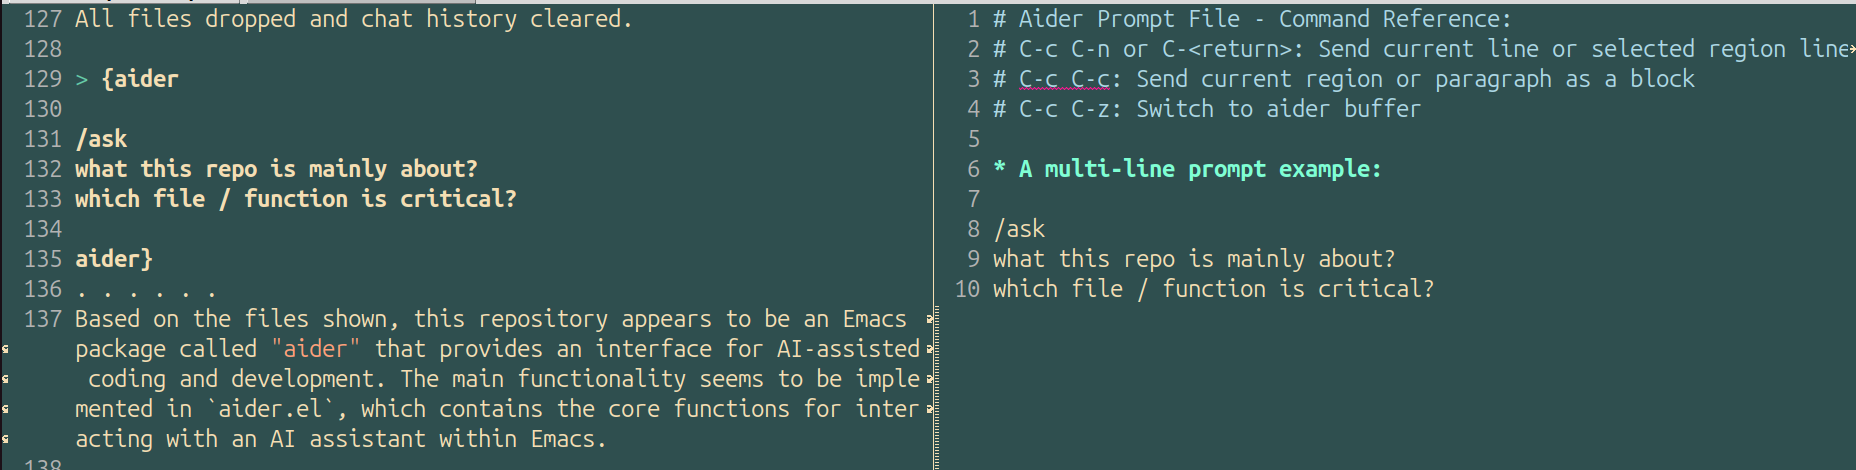 127 All files dropped and chat history cleared.
128
129 > {aider
130
131 /ask
132 what this repo is mainly about?
133 which file / function is critical?
134
135 aider}
136 . . . . . .
137 Based on the files shown, this repository appears to be an Emacs
package called "aider" that provides an interface for AI-assisted
coding and development. The main functionality seems to be imple
mented in `aider.el`, which contains the core functions for inter
acting with an AI assistant within Emacs.
138
1 # Aider Prompt File - Command Reference:
2 # C-c C-n or C-<return>: Send current line or selected region line
3 # C-c C-c: Send current region or paragraph as a block
4 # C-c C-z: Switch to aider buffer
5
6 * A multi-line prompt example:
7
8 /ask
9 what this repo is mainly about?
10 which file / function is critical?